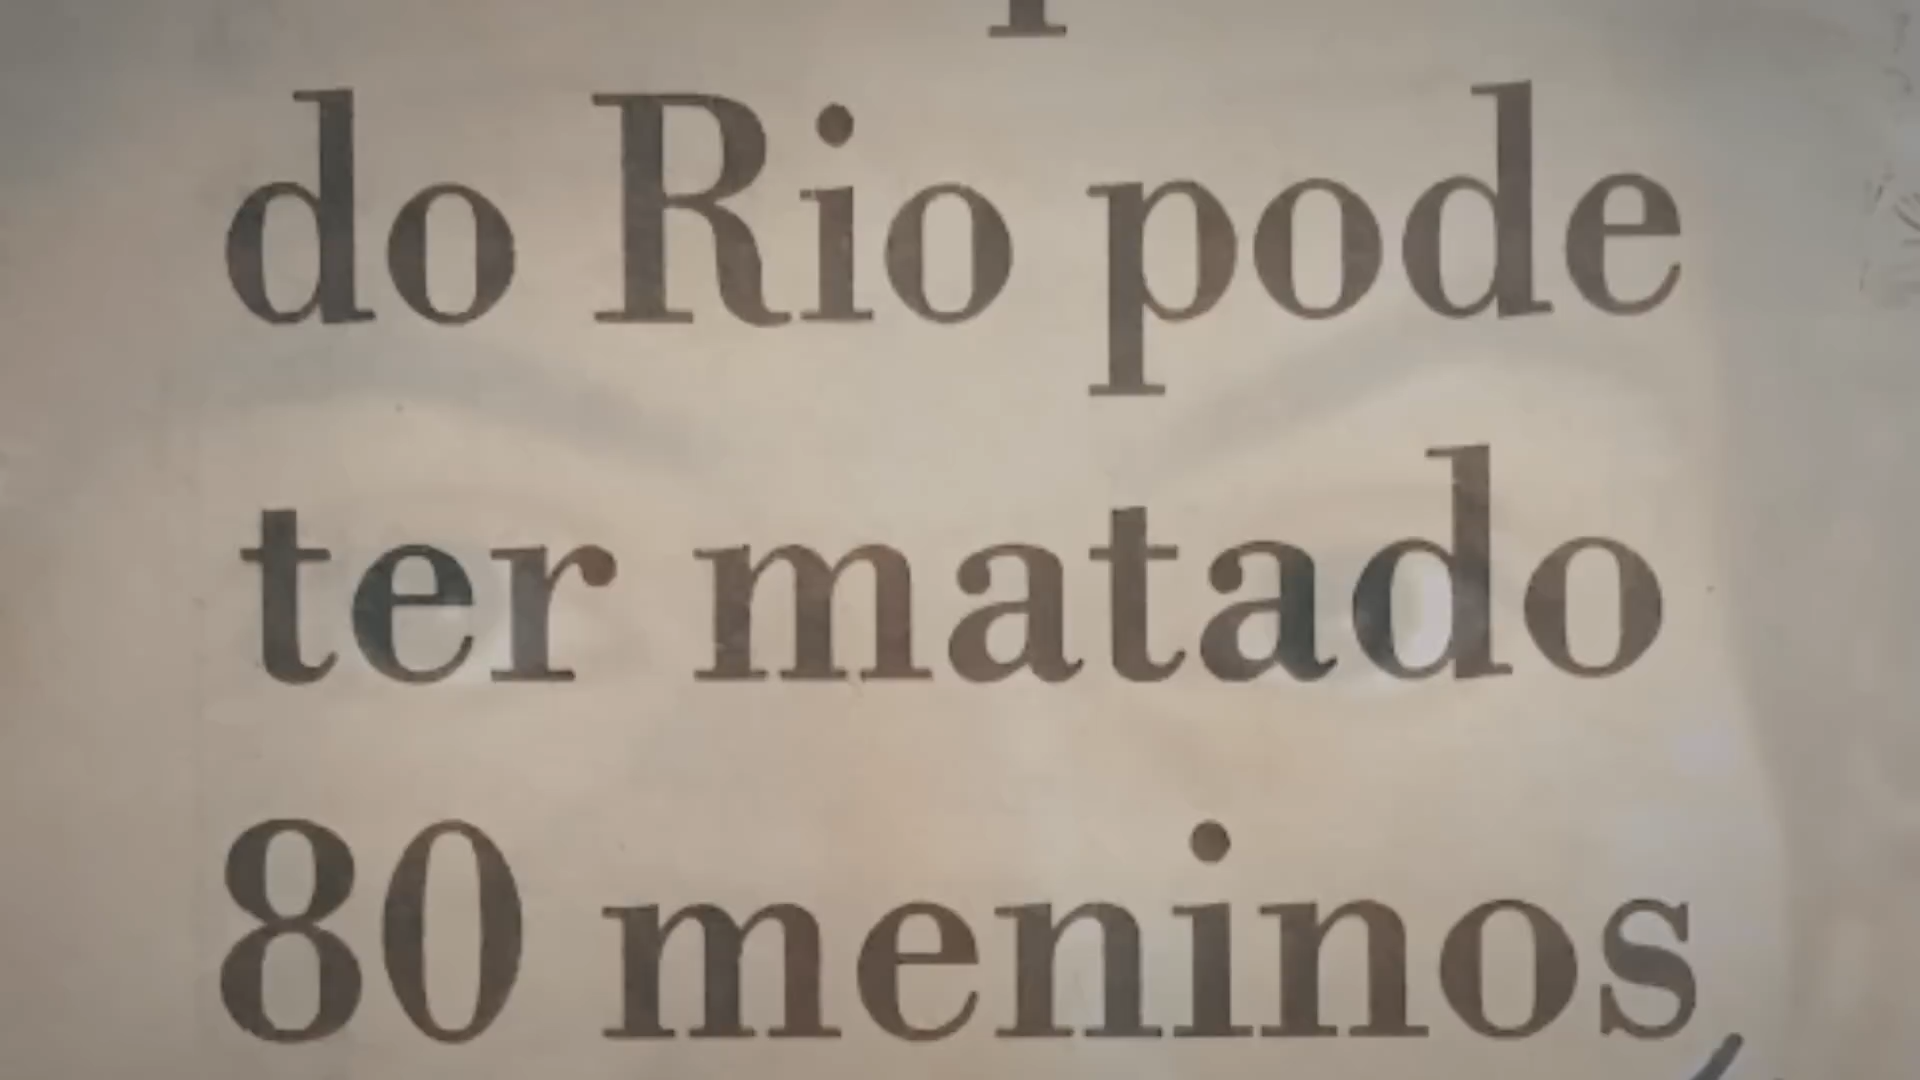 do Rio pode
ter matado
80 meninos